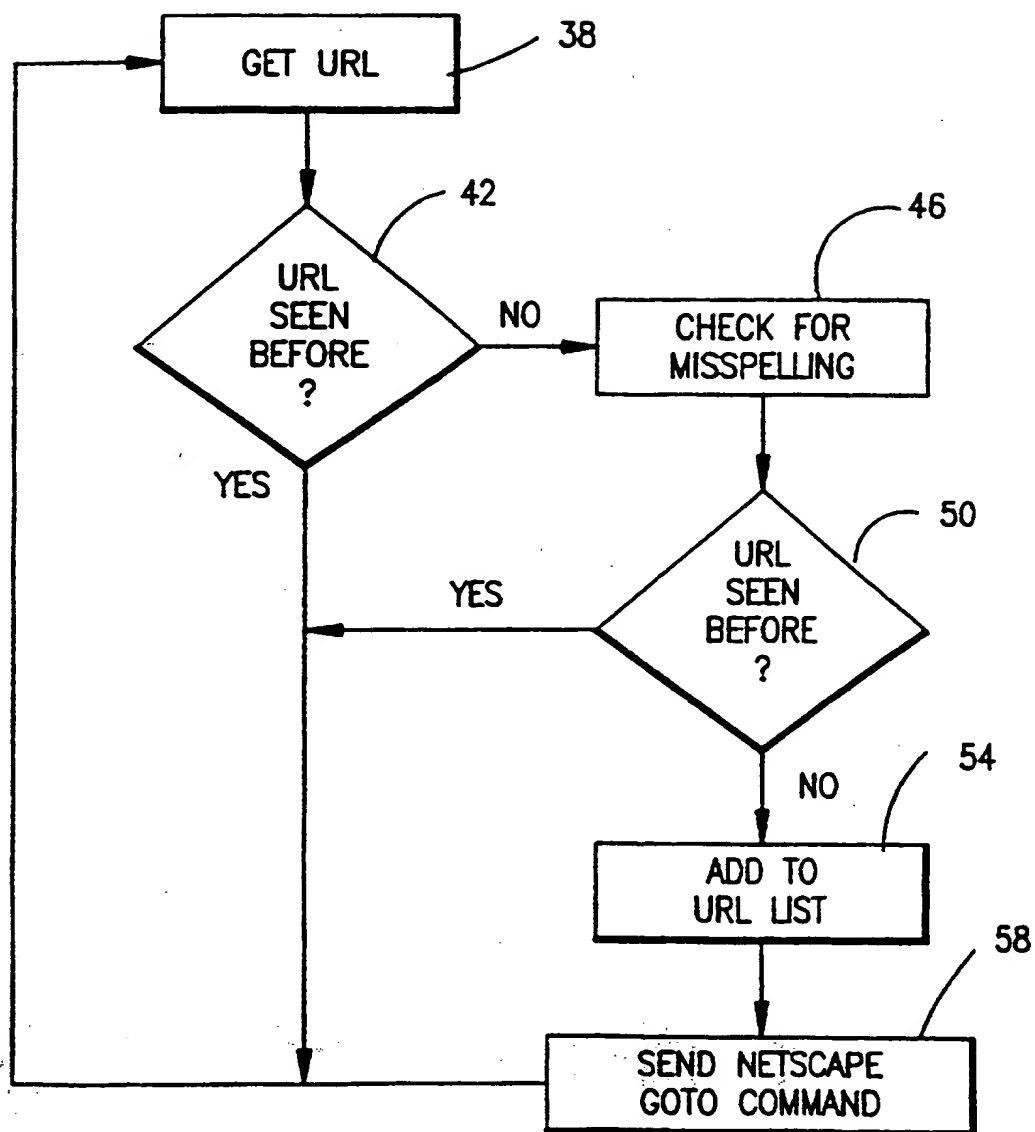 GET URL
38
42
URL
SEEN
BEFORE
?
NO
46
CHECK FOR
MISSPELLING
YES
50
URL
SEEN
BEFORE
?
YES
NO
54
ADD TO
URL LIST
58
SEND NETSCAPE
GOTO COMMAND